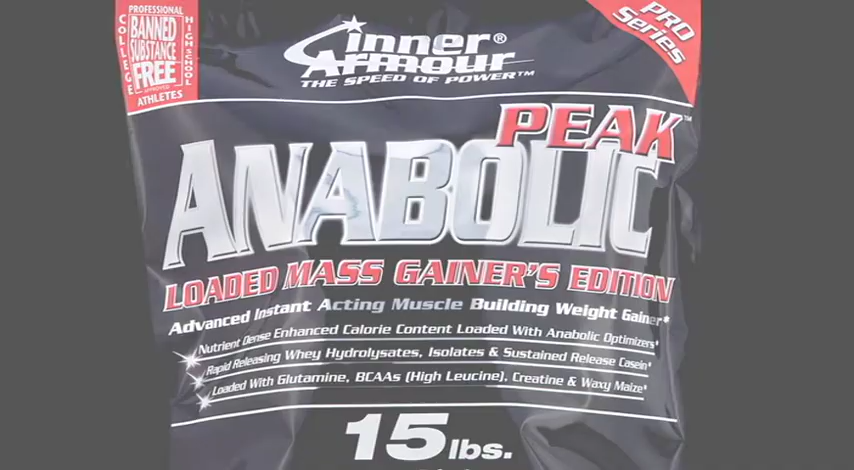 PROFESSIONAL
COLLEGE
BANNED
SUBSTANCE
FREE
APPROVED
HIGH SCHOOL
ATHLETES
inner®
Armour
THE SPEED OF POWER™
PRO
Series
PEAK™
ANABOLIC
LOADED MASS GAINER'S EDITION
Advanced Instant Acting Muscle Building Weight Gainer*
Nutrient Dense Enhanced Calorie Content Loaded With Anabolic Optimizers*
Rapid Releasing Whey Hydrolysates, Isolates & Sustained Release Casein*
Loaded With Glutamine, BCAAs (High Leucine), Creatine & Waxy Maize*
15 lbs.